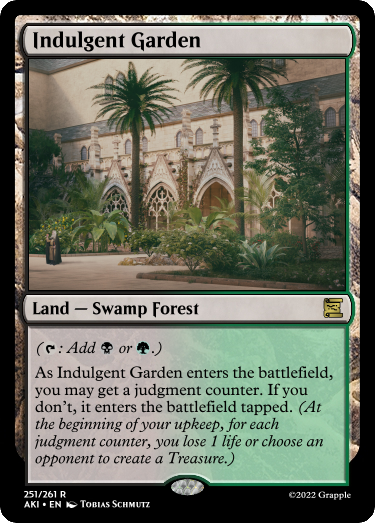 Indulgent Garden
Land — Swamp Forest
(: Add or .)
As Indulgent Garden enters the battlefield,
you may get a judgment counter. If you
don't, it enters the battlefield tapped. (At
the beginning of your upkeep, for each
judgment counter, you lose 1 life or choose an
opponent to create a Treasure.)
251/261 R
AKI • EN Tobias Schmutz
©2022 Grapple